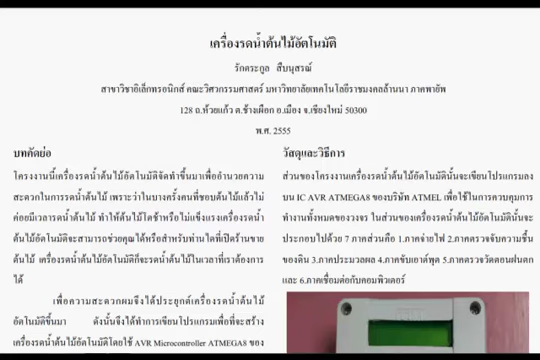 เครื่องรดน้ำต้นไม้อัตโนมัติ
รักตระกูล สืบนุสรณ์
สาขาวิชาอิเล็กทรอนิกส์ คณะวิศวกรรมศาสตร์ มหาวิทยาลัยเทคโนโลยีราชมงคลล้านนา ภาคพายัพ
128 ถ.ห้วยแก้ว ต.ช้างเผือก อ.เมือง จ.เชียงใหม่ 50300
พ.ศ. 2555
บทคัดย่อ
โครงงานนี้เครื่องรดน้ำต้นไม้อัตโนมัติจัดทำขึ้นมาเพื่ออำนวยความ
สะดวกในการรดน้ำต้นไม้ เพราะว่าในบางครั้งคนที่ชอบต้นไม้แล้วไม่
ค่อยมีเวลารดน้ำต้นไม้ ทำให้ต้นไม้โตช้าหรือไม่แข็งแรงเครื่องรดน้ำ
ต้นไม้อัตโนมัติจะสามารถช่วยคุณได้หรือสำหรับท่านใดที่เปิดร้านขาย
ต้นไม้ เครื่องรดน้ำต้นไม้อัตโนมัติก็จะรดน้ำต้นไม้ในเวลาที่เราต้องการ
ได้
เพื่อความสะดวกผมจึงได้ประยุกต์เครื่องรดน้ำต้นไม้
อัตโนมัติขึ้นมา ดังนั้นจึงได้ทำการเขียนโปรแกรมเพื่อที่จะสร้าง
เครื่องรดน้ำต้นไม้อัตโนมัติโดยใช้ AVR Microcontroller ATMEGA8 ของ
วัสดุและวิธีการ
ส่วนของโครงงานเครื่องรดน้ำต้นไม้อัตโนมัตินั้นจะเขียนโปรแกรมลง
บน IC AVR ATMEGA8 ของบริษัท ATMEL เพื่อใช้ในการควบคุมการ
ทำงานทั้งหมดของวงจร ในส่วนของเครื่องรดน้ำต้นไม้อัตโนมัตินั้นจะ
ประกอบไปด้วย 7 ภาคส่วนคือ 1.ภาคจ่ายไฟ 2.ภาคตรวจจับความชื้น
ของดิน 3.ภาคประมวลผล 4.ภาคขับเอาต์พุต 5.ภาคตรวจวัดตอนฝนตก
และ 6.ภาคเชื่อมต่อกับคอมพิวเตอร์